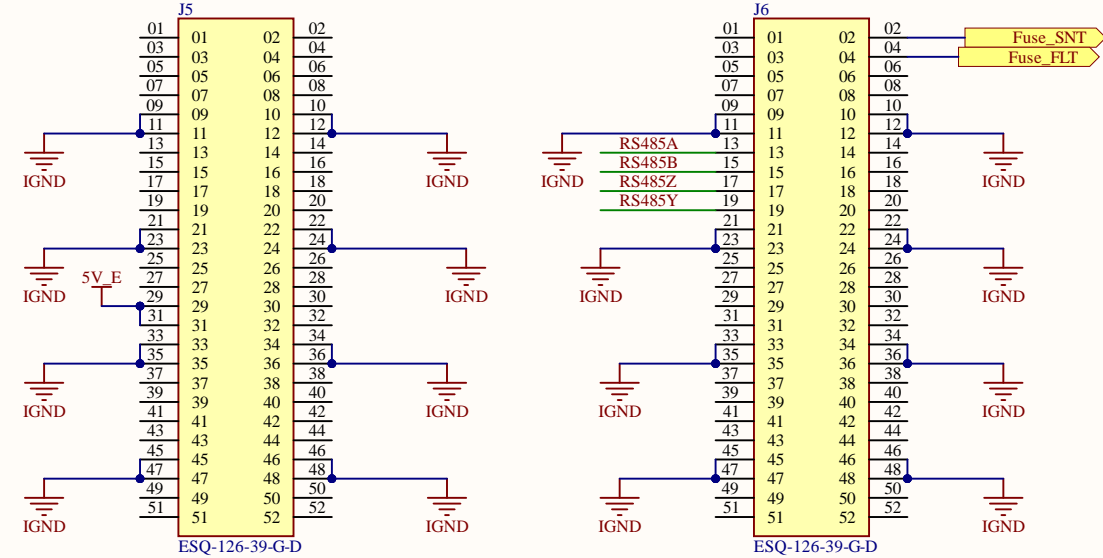 J5 J6
01 01 02 02 01 01 02 02 Fuse_SNT
03 03 04 04 03 03 04 04 Fuse_FLT
05 05 06 06 05 05 06 06
07 07 08 08 07 07 08 08
09 09 10 10 09 09 10 10
11 11 12 12 11 11 12 12
13 13 14 14 RS485A 13 13 14 14
15 15 16 16 RS485B 15 15 16 16
IGND 17 17 18 18 IGND IGND RS485Z 17 17 18 18 IGND
19 19 20 20 RS485Y 19 19 20 20
21 21 22 22 21 21 22 22
23 23 24 24 23 23 24 24
25 25 26 26 25 25 26 26
5V_E 27 27 28 28 27 27 28 28
IGND 29 29 30 30 IGND IGND 29 29 30 30 IGND
31 31 32 32 31 31 32 32
33 33 34 34 33 33 34 34
35 35 36 36 35 35 36 36
37 37 38 38 37 37 38 38
39 39 40 40 39 39 40 40
IGND 41 41 42 42 IGND IGND 41 41 42 42 IGND
43 43 44 44 43 43 44 44
45 45 46 46 45 45 46 46
47 47 48 48 47 47 48 48
49 49 50 50 49 49 50 50
IGND 51 51 52 52 IGND IGND 51 51 52 52 IGND
ESQ-126-39-G-D ESQ-126-39-G-D